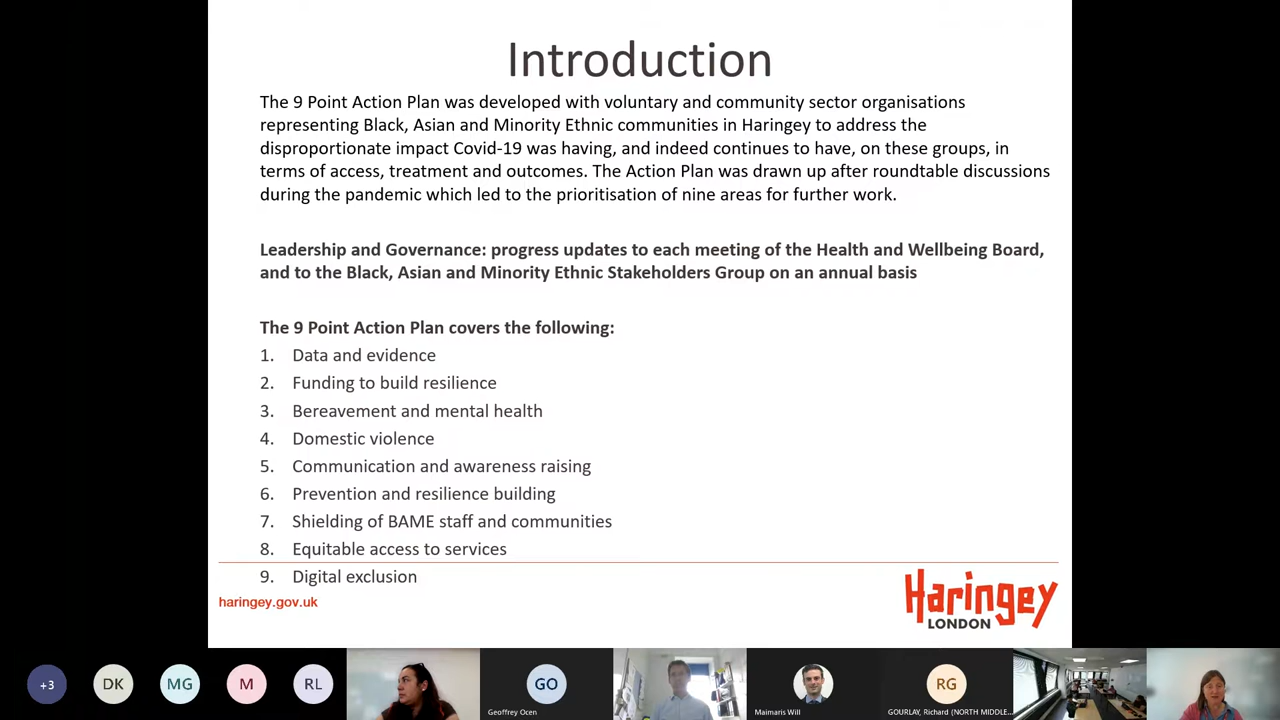 Introduction
The 9 Point Action Plan was developed with voluntary and community sector organisations
representing Black, Asian and Minority Ethnic communities in Haringey to address the
disproportionate impact Covid-19 was having, and indeed continues to have, on these groups, in
terms of access, treatment and outcomes. The Action Plan was drawn up after roundtable discussions
during the pandemic which led to the prioritisation of nine areas for further work.
Leadership and Governance: progress updates to each meeting of the Health and Wellbeing Board,
and to the Black, Asian and Minority Ethnic Stakeholders Group on an annual basis
The 9 Point Action Plan covers the following:
1. Data and evidence
2. Funding to build resilience
3. Bereavement and mental health
4. Domestic violence
5. Communication and awareness raising
6. Prevention and resilience building
7. Shielding of BAME staff and communities
8. Equitable access to services
9. Digital exclusion
haringey.gov.uk
Haringey
LONDON
+3
DK
MG
M
RL
GO
Geoffrey Ocen
Maimaris Will
RG
GOURLAY, Richard (NORTH MIDDLE...